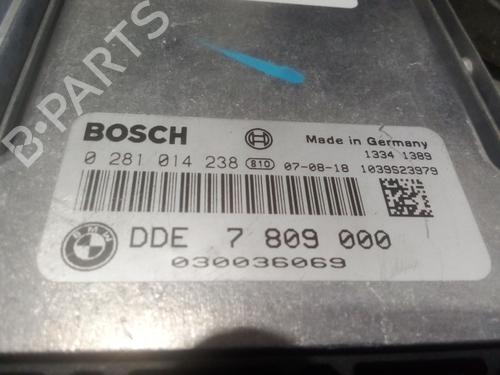 B-PARTS
BOSCH
Made in Germany
0 281 014 238 810 07-08-18
1334 1389
1039S23979
BMW
DDE 7 809 000
030036069